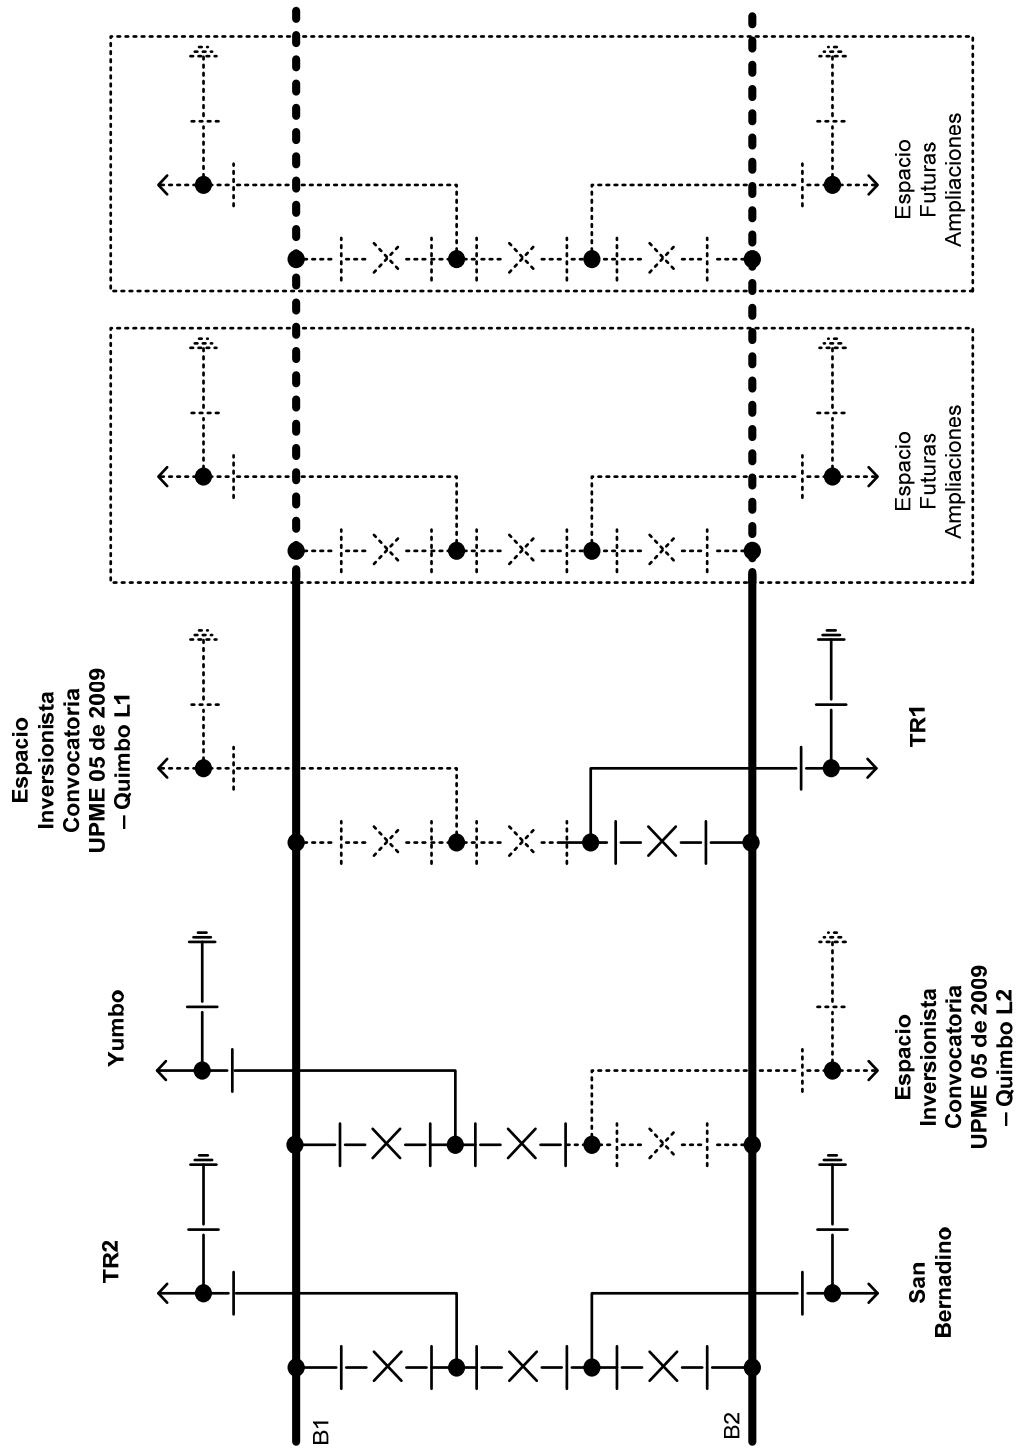 Espacio
Futuras
Ampliaciones
Espacio
Futuras
Ampliaciones
Espacio
Inversionista
Convocatoria
UPME 05 de 2009
– Quimbo L1
TR1
Yumbo
Espacio
Inversionista
Convocatoria
UPME 05 de 2009
– Quimbo L2
TR2
San
Bernadino
B1
B2